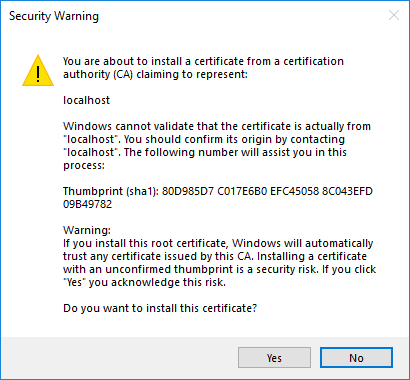 Security Warning
You are about to install a certificate from a certification
authority (CA) claiming to represent:
localhost
Windows cannot validate that the certificate is actually from
"localhost". You should confirm its origin by contacting
"localhost". The following number will assist you in this
process:
Thumbprint (sha1): 80D985D7 C017E6B0 EFC45058 8C043EFD
09B49782
Warning:
If you install this root certificate, Windows will automatically
trust any certificate issued by this CA. Installing a certificate
with an unconfirmed thumbprint is a security risk. If you click
"Yes" you acknowledge this risk.
Do you want to install this certificate?
Yes No